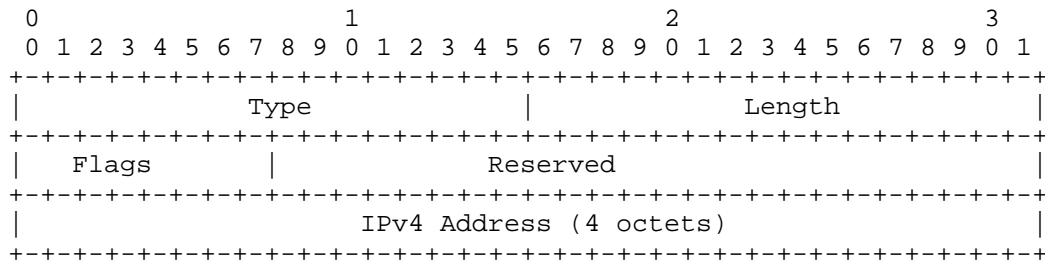 0                   1                   2                   3
 0 1 2 3 4 5 6 7 8 9 0 1 2 3 4 5 6 7 8 9 0 1 2 3 4 5 6 7 8 9 0 1
+-+-+-+-+-+-+-+-+-+-+-+-+-+-+-+-+-+-+-+-+-+-+-+-+-+-+-+-+-+-+-+-+
|              Type             |             Length            |
+-+-+-+-+-+-+-+-+-+-+-+-+-+-+-+-+-+-+-+-+-+-+-+-+-+-+-+-+-+-+-+-+
|   Flags       |             Reserved                          |
+-+-+-+-+-+-+-+-+-+-+-+-+-+-+-+-+-+-+-+-+-+-+-+-+-+-+-+-+-+-+-+-+
|                     IPv4 Address (4 octets)                   |
+-+-+-+-+-+-+-+-+-+-+-+-+-+-+-+-+-+-+-+-+-+-+-+-+-+-+-+-+-+-+-+-+